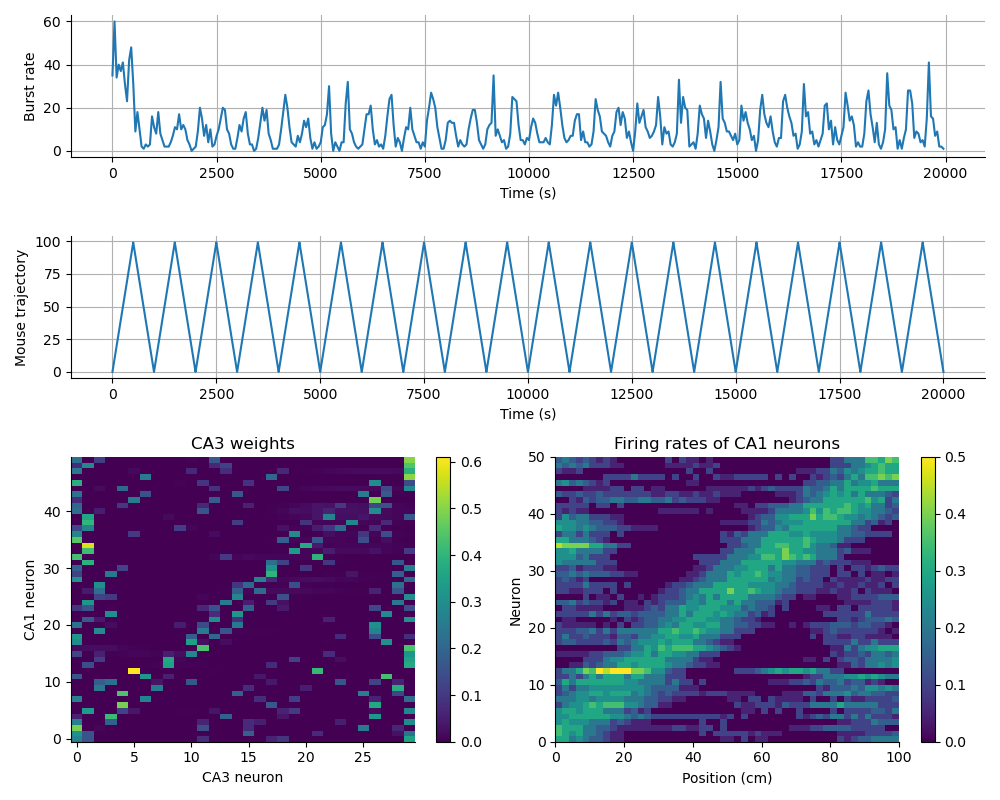 60
40
20
0
Burst rate
0 2500 5000 7500 10000 12500 15000 17500 20000
Time (s)
100
75
50
25
0
Mouse trajectory
0 2500 5000 7500 10000 12500 15000 17500 20000
Time (s)
CA3 weights
40
30
20
10
0
CA1 neuron
0 5 10 15 20 25
CA3 neuron
0.6
0.5
0.4
0.3
0.2
0.1
0.0
Firing rates of CA1 neurons
50
40
30
20
10
0
Neuron
0 20 40 60 80 100
Position (cm)
0.5
0.4
0.3
0.2
0.1
0.0